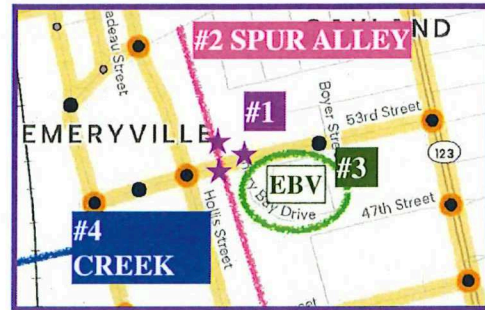 #2 SPUR ALLEY
ND
adeau Street
#1
Boyer Str
53rd Street
EMERYVILLE
123
#3
EBV
y Bay Drive
47th Street
Hollis Street
#4
CREEK